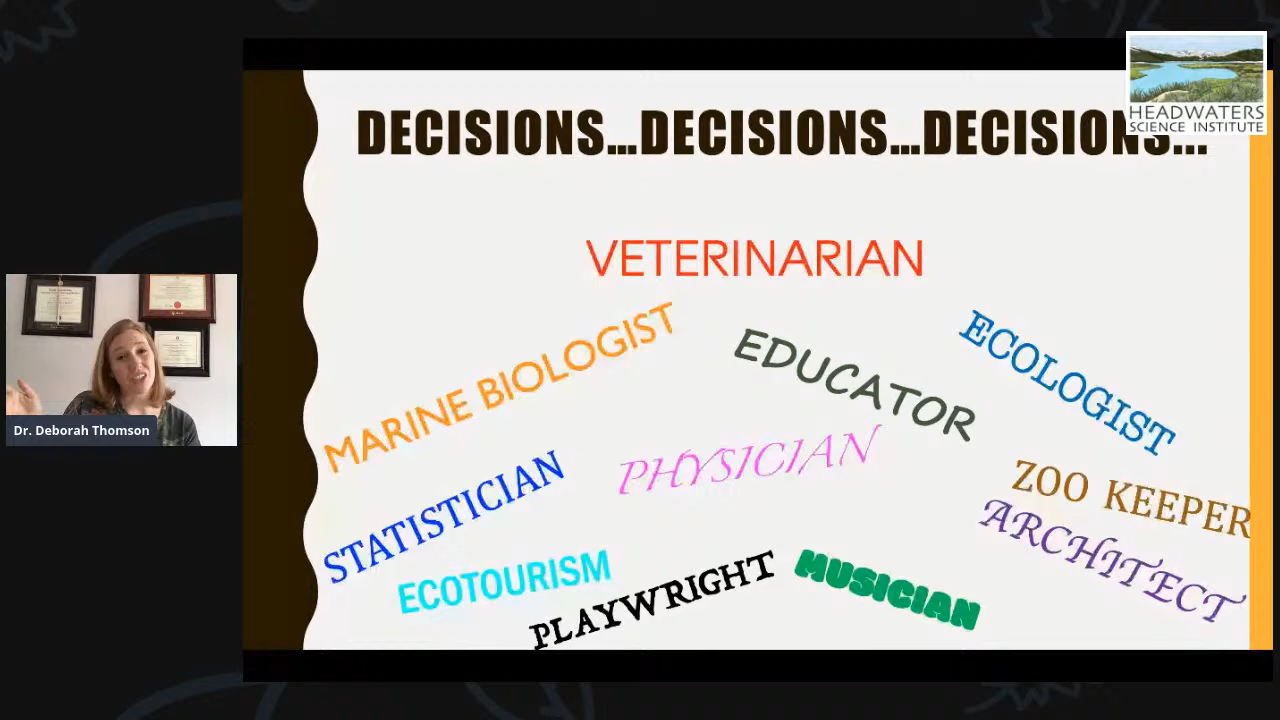 DECISIONS...DECISIONS...DECISIONS...
HEADWATERS
SCIENCE INSTITUTE
VETERINARIAN
MARINE BIOLOGIST
EDUCATOR
ECOLOGIST
STATISTICIAN
PHYSICIAN
ZOO KEEPER
ARCHITECT
ECOTOURISM
PLAYWRIGHT
MUSICIAN
Dr. Deborah Thomson